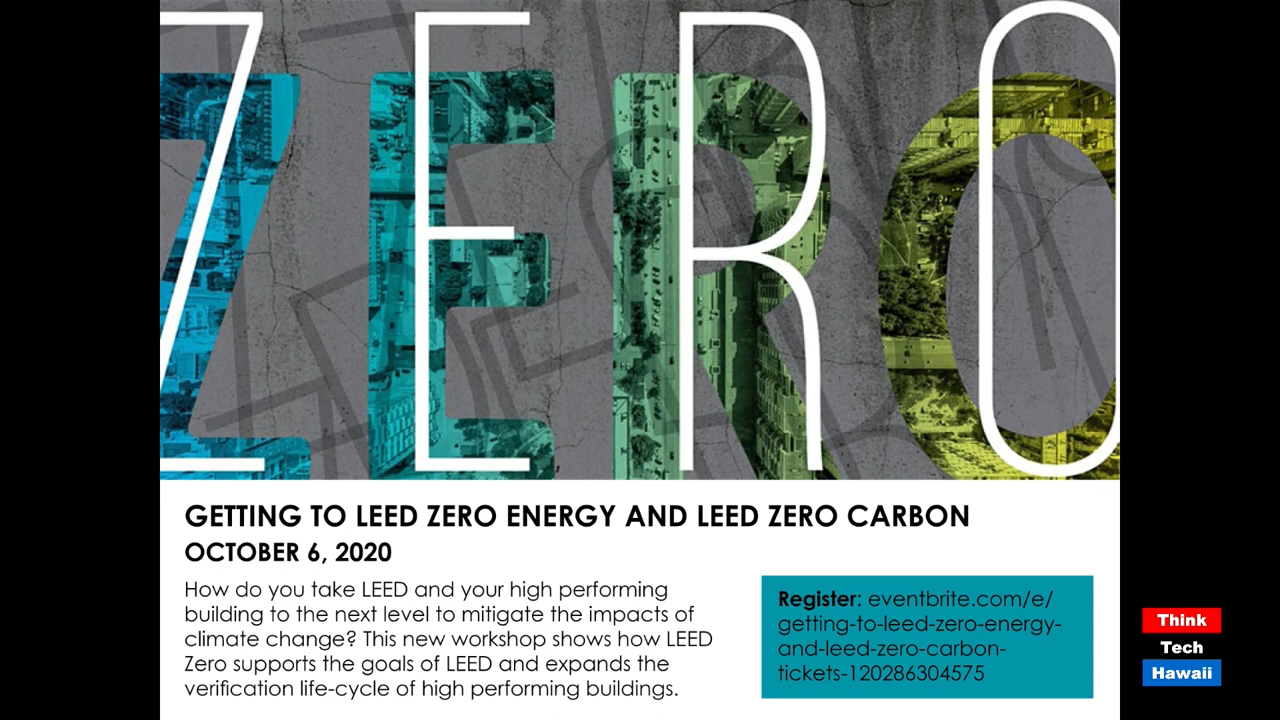 ZERO
GETTING TO LEED ZERO ENERGY AND LEED ZERO CARBON
OCTOBER 6, 2020
How do you take LEED and your high performing
building to the next level to mitigate the impacts of
climate change? This new workshop shows how LEED
Zero supports the goals of LEED and expands the
verification life-cycle of high performing buildings.
Register: eventbrite.com/e/
getting-to-leed-zero-energy-
and-leed-zero-carbon-
tickets-120286304575
Think
Tech
Hawaii